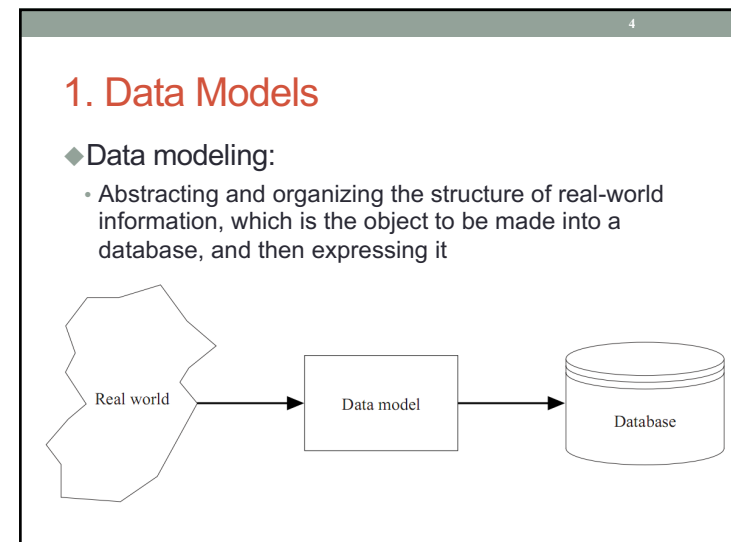 4
1. Data Models
◆Data modeling:
• Abstracting and organizing the structure of real-world
information, which is the object to be made into a
database, and then expressing it
Real world
Data model
Database